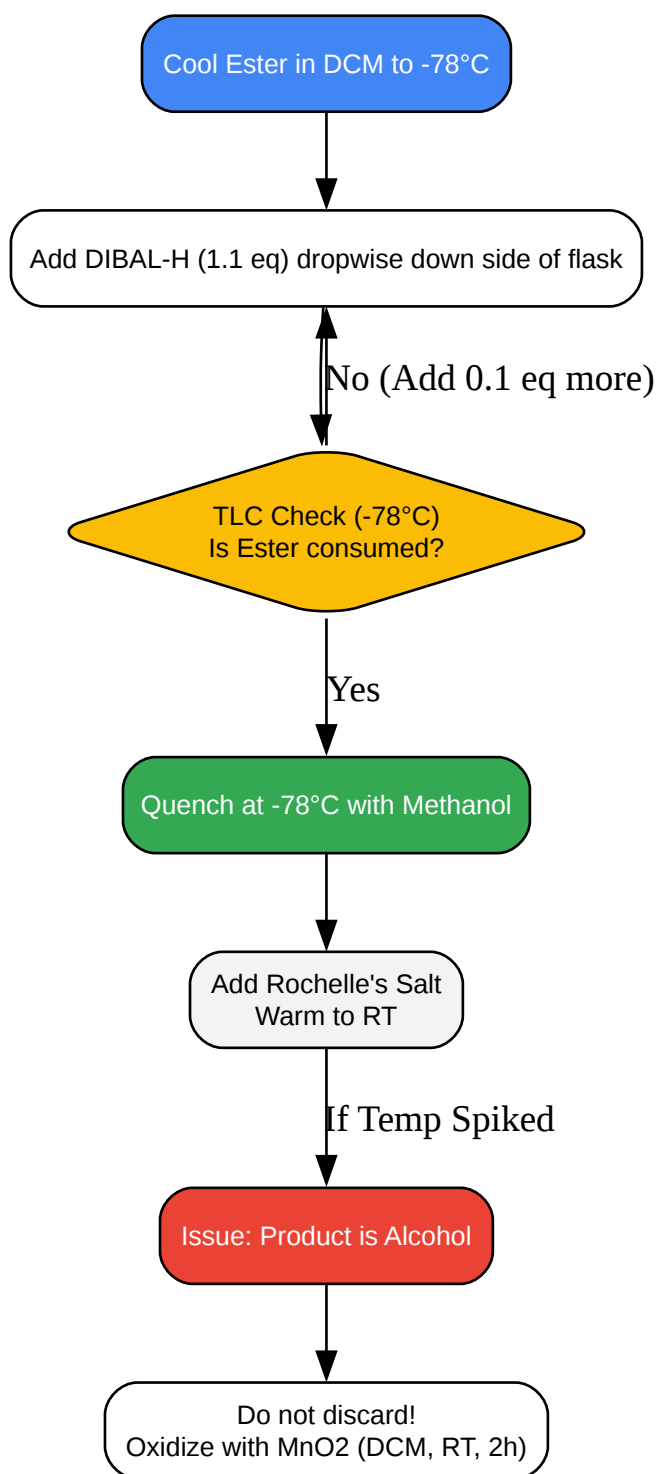 Cool Ester in DCM to -78°C
Add DIBAL-H (1.1 eq) dropwise down side of flask
No (Add 0.1 eq more)
TLC Check (-78°C)
Is Ester consumed?
Yes
Quench at -78°C with Methanol
Add Rochelle's Salt
Warm to RT
If Temp Spiked
Issue: Product is Alcohol
Do not discard!
Oxidize with MnO2 (DCM, RT, 2h)